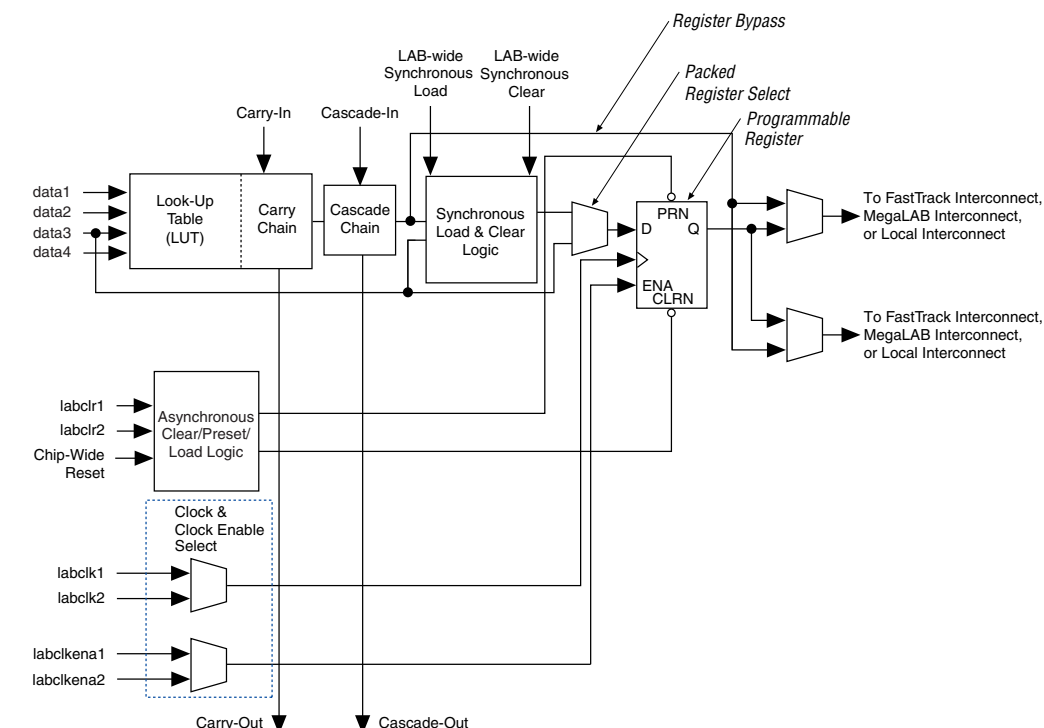 Register Bypass
LAB-wide
Synchronous
Load
LAB-wide
Synchronous
Clear
Packed
Register Select
Carry-In
Cascade-In
Programmable
Register
data1
data2
data3
data4
Look-Up
Table
(LUT)
Carry
Chain
Cascade
Chain
Synchronous
Load & Clear
Logic
PRN
D
Q
ENA
CLRN
To FastTrack Interconnect,
MegaLAB Interconnect,
or Local Interconnect
To FastTrack Interconnect,
MegaLAB Interconnect,
or Local Interconnect
labclr1
labclr2
Chip-Wide
Reset
Asynchronous
Clear/Preset/
Load Logic
Clock &
Clock Enable
Select
labclk1
labclk2
labclkena1
labclkena2
Carry-Out
Cascade-Out